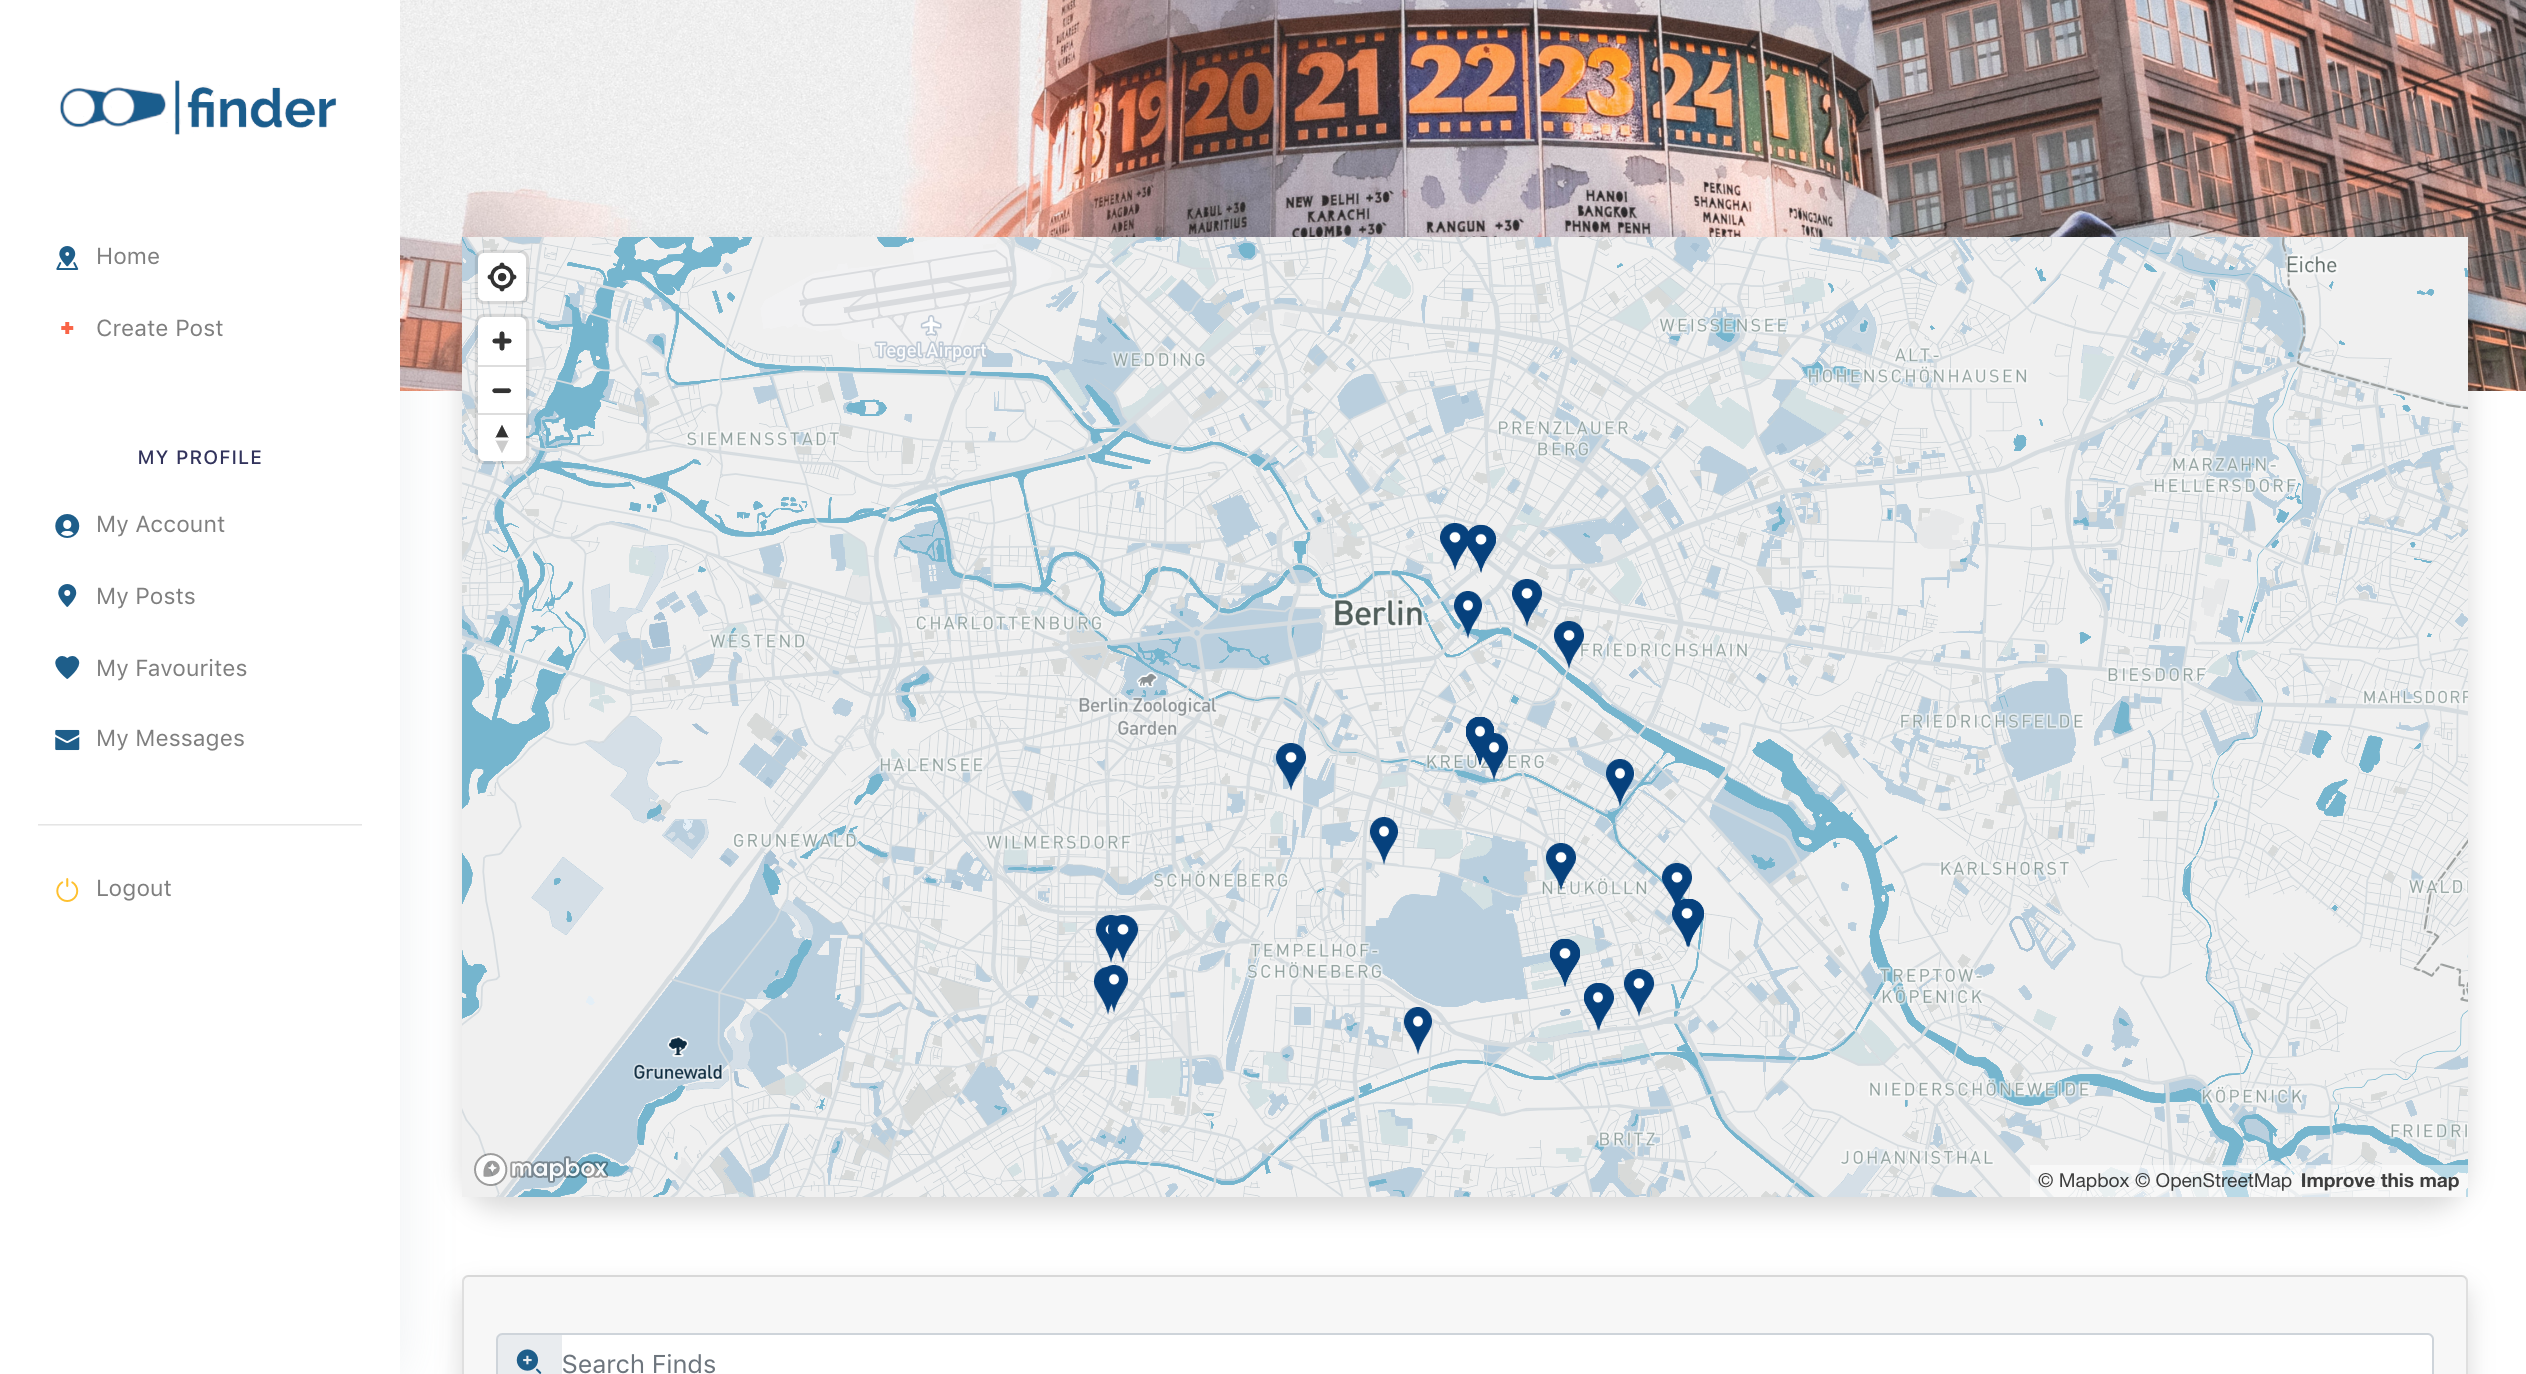 finder
Home
Create Post
MY PROFILE
My Account
My Posts
My Favourites
My Messages
Logout
18 19 20 21 22 23 24 1 2
TEHERAN +30`
BAGDAD
ADEN
KABUL +30
MAURITIUS
NEW DELHI +30`
KARACHI
COLOMBO +30`
RANGUN +30`
HANOI
BANGKOK
PHNOM PENH
PEKING
SHANGHAI
MANILA
PERTH
PJÖNGJANG
TOKYO
Eiche
Tegel Airport
WEDDING
WEISSENSEE
ALT-
HOHENSCHÖNHAUSEN
SIEMENSSTADT
PRENZLAUER
BERG
MARZAHN-
HELLERSDORF
Berlin
CHARLOTTENBURG
WESTEND
FRIEDRICHSHAIN
BIESDORF
MAHLSDORF
Berlin Zoological
Garden
FRIEDRICHSFELDE
HALENSEE
KREUZBERG
GRUNEWALD
WILMERSDORF
SCHÖNEBERG
NEUKÖLLN
KARLSHORST
WALD
TEMPELHOF-
SCHÖNEBERG
TREPTOW-
KÖPENICK
Grunewald
NIEDERSCHÖNEWEIDE
KÖPENICK
BRITZ
FRIEDRI
JOHANNISTHAL
mapbox
© Mapbox © OpenStreetMap Improve this map
Search Finds